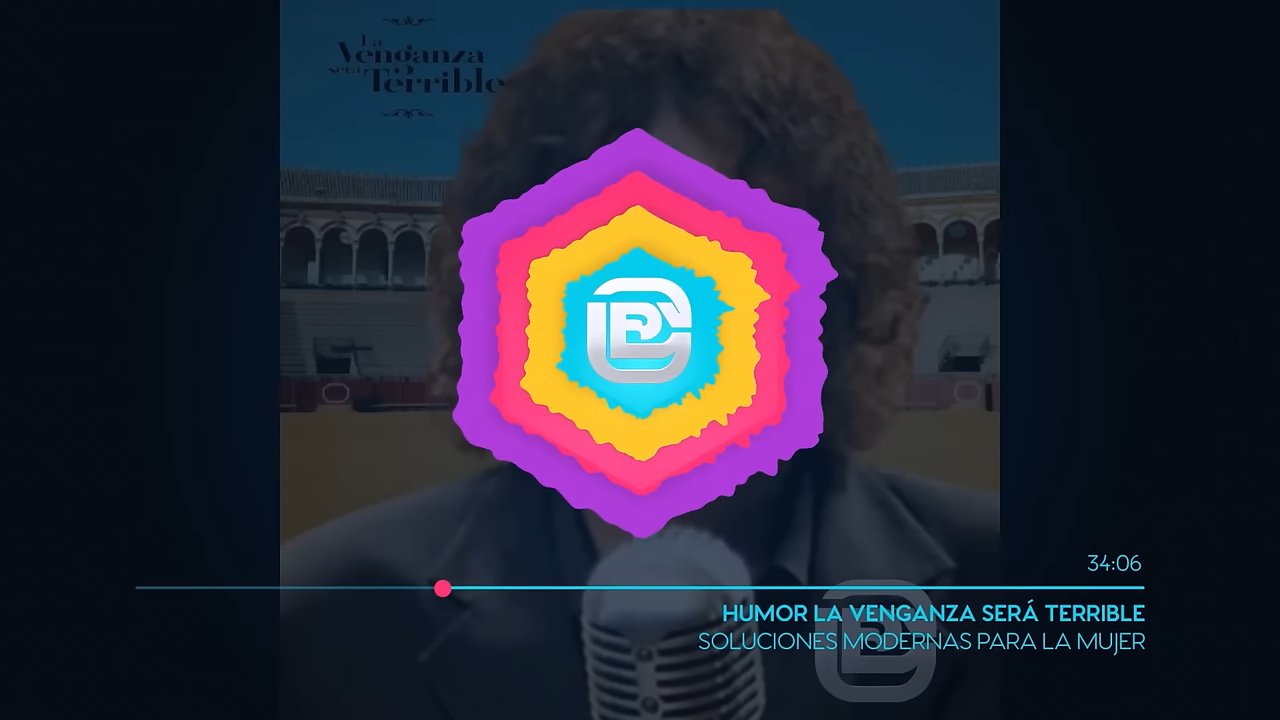 La
Venganza
será
Terrible
34:06
HUMOR LA VENGANZA SERÁ TERRIBLE
SOLUCIONES MODERNAS PARA LA MUJER